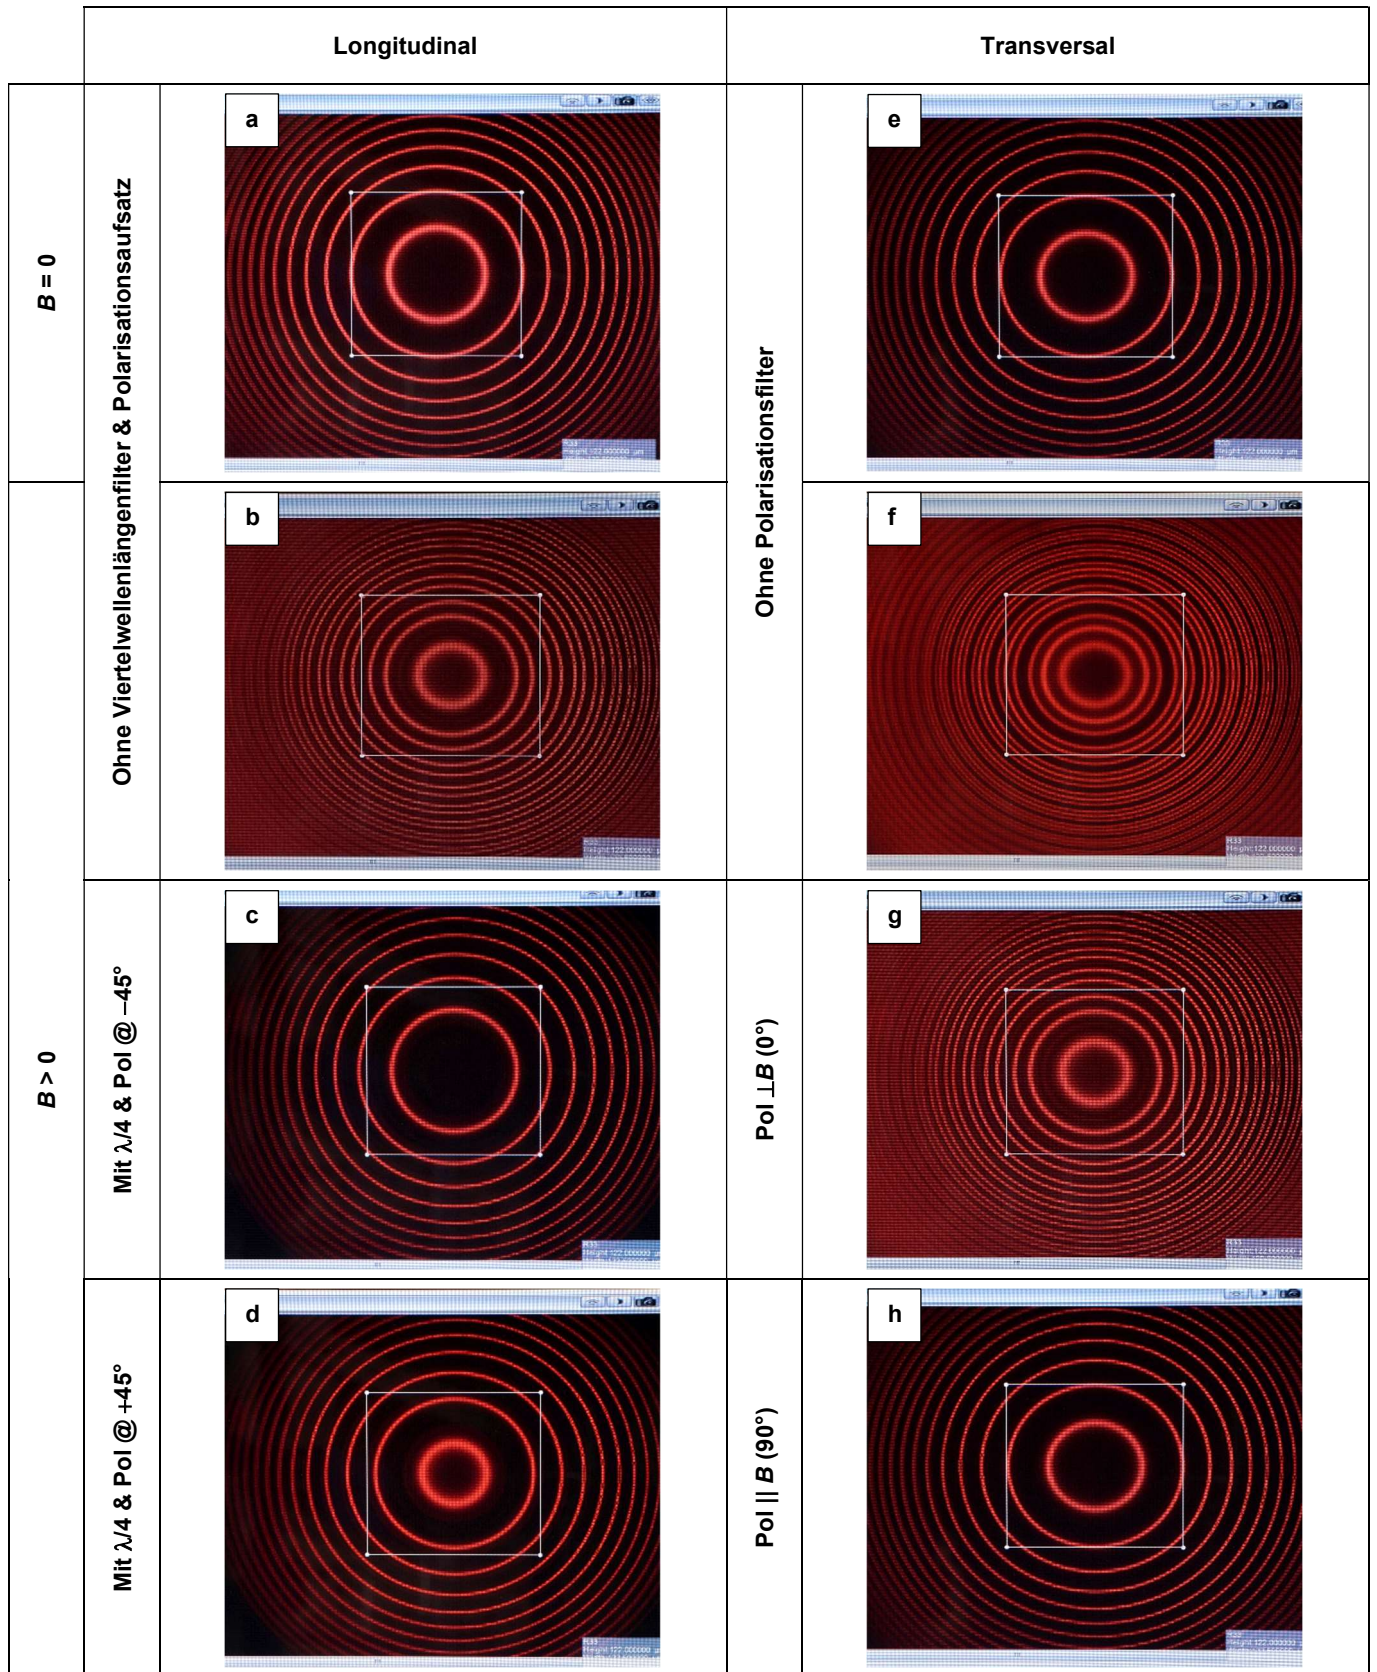 Longitudinal
Transversal
B = 0
Ohne Viertelwellenlängenfilter & Polarisationsaufsatz
a
Ohne Polarisationsfilter
e
b
f
B > 0
Mit λ/4 & Pol @ −45°
c
Pol ⊥B (0°)
g
Mit λ/4 & Pol @ +45°
d
Pol || B (90°)
h